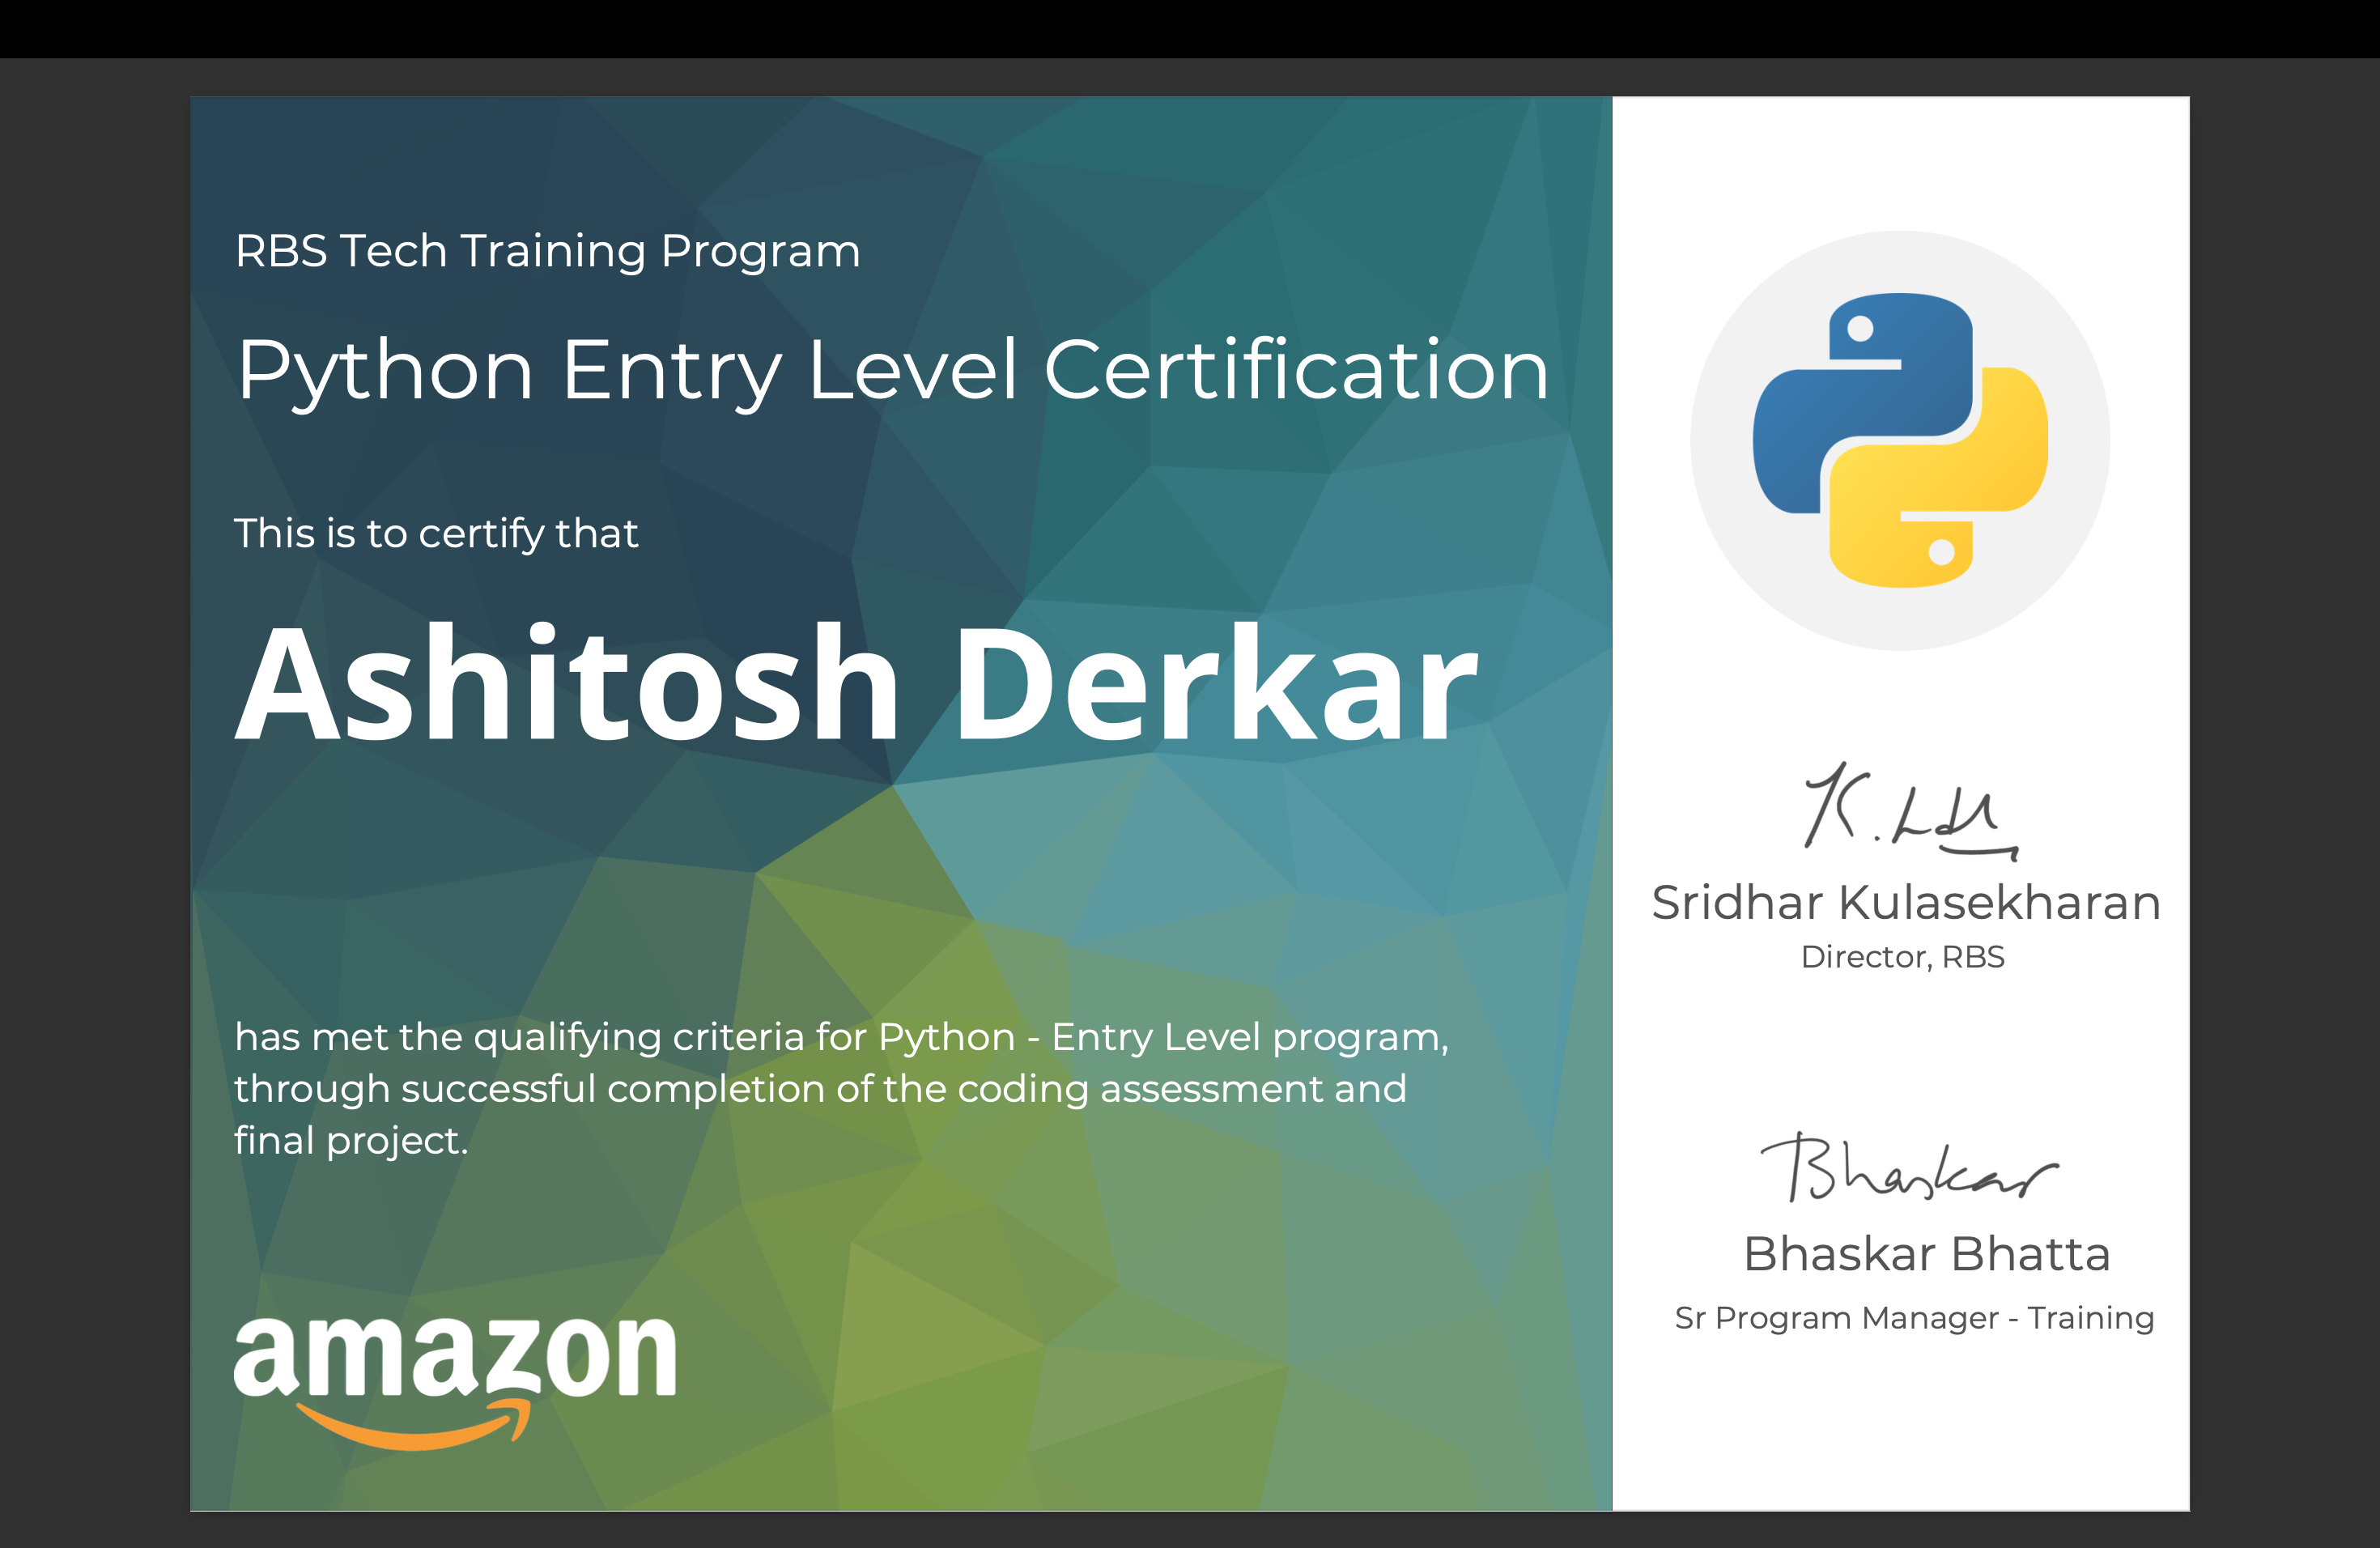 RBS Tech Training Program
Python Entry Level Certification
This is to certify that
Ashitosh Derkar
has met the qualifying criteria for Python - Entry Level program,
through successful completion of the coding assessment and
final project.
amazon
Sridhar Kulasekharan
Director, RBS
Bhaskar
Bhaskar Bhatta
Sr Program Manager - Training